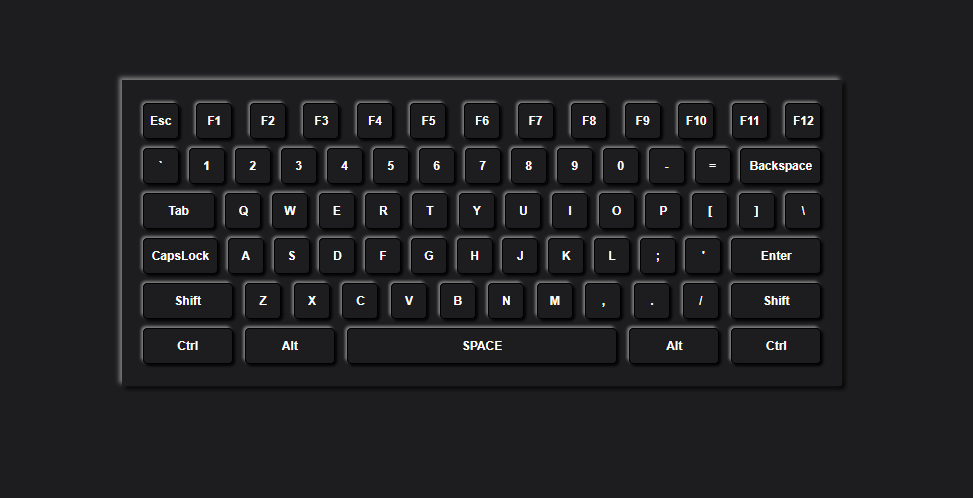 Esc F1 F2 F3 F4 F5 F6 F7 F8 F9 F10 F11 F12
` 1 2 3 4 5 6 7 8 9 0 - = Backspace
Tab Q W E R T Y U I O P [ ] \
CapsLock A S D F G H J K L ; ' Enter
Shift Z X C V B N M , . / Shift
Ctrl Alt SPACE Alt Ctrl